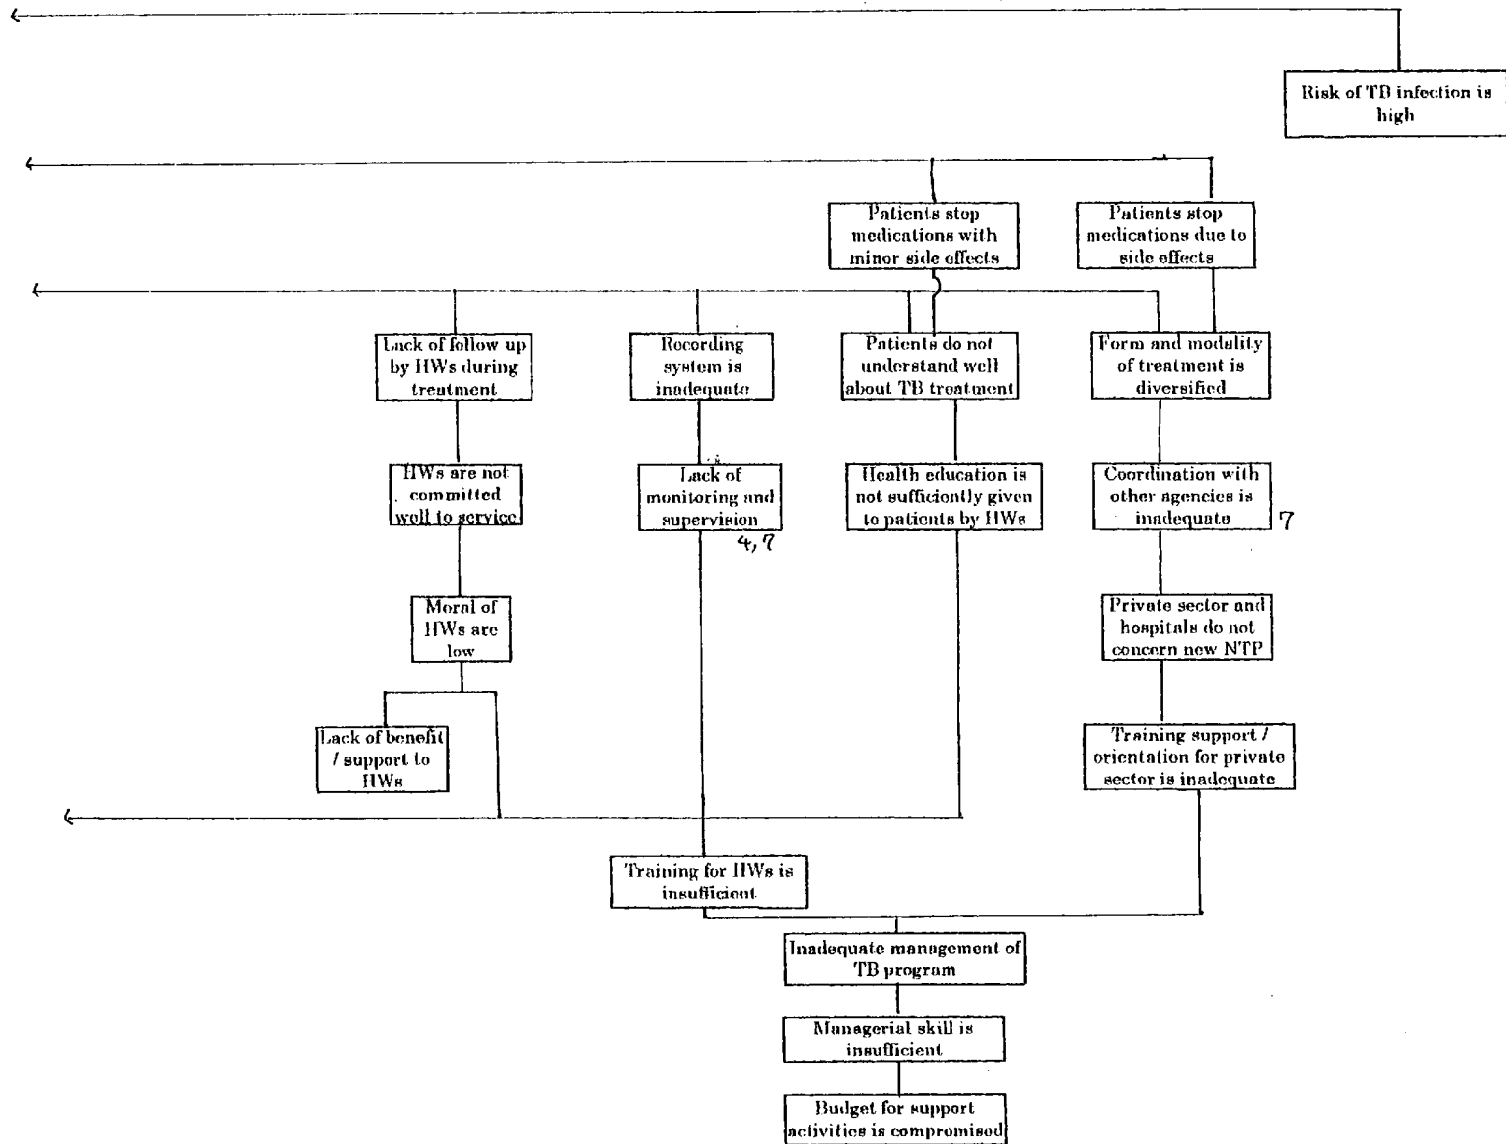 Risk of TB infection is
high
Patients stop
medications with
minor side effects
Patients stop
medications due to
side effects
Lack of follow up
by HWs during
treatment
Recording
system is
inadequate
Patients do not
understand well
about TB treatment
Form and modality
of treatment is
diversified
HWs are not
committed
well to service
Lack of
monitoring and
supervision
4, 7
Health education is
not sufficiently given
to patients by HWs
Coordination with
other agencies is
inadequate
7
Moral of
HWs are
low
Private sector and
hospitals do not
concern new NTP
Lack of benefit
/ support to
HWs
Training support /
orientation for private
sector is inadequate
Training for HWs is
insufficient
Inadequate management of
TB program
Managerial skill is
insufficient
Budget for support
activities is compromised